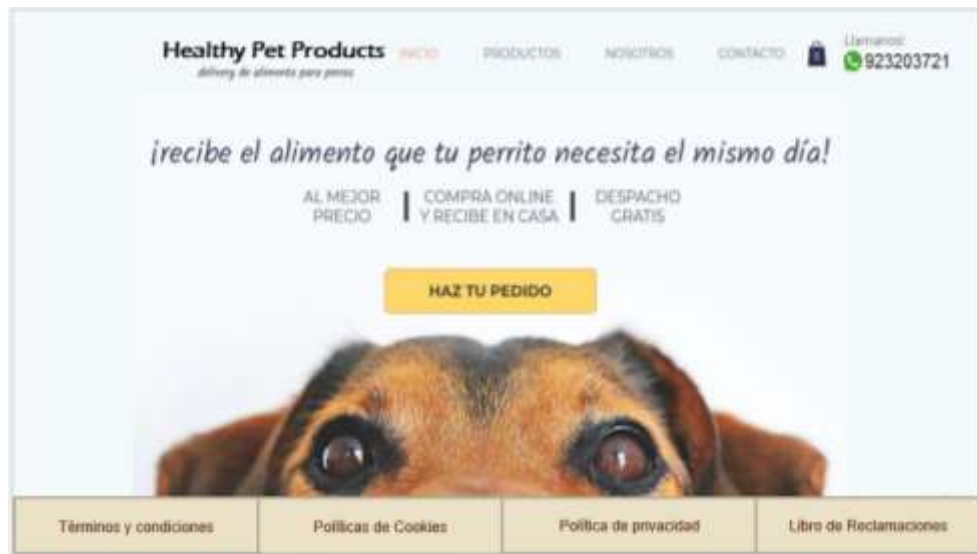 Healthy Pet Products
delivery de alimento para perros
INICIO
PRODUCTOS
NOSOTROS
CONTACTO
Llamanos:
923203721
¡recibe el alimento que tu perrito necesita el mismo día!
AL MEJOR
PRECIO
COMPRA ONLINE
Y RECIBE EN CASA
DESPACHO
GRATIS
HAZ TU PEDIDO
Términos y condiciones
Políticas de Cookies
Política de privacidad
Libro de Reclamaciones